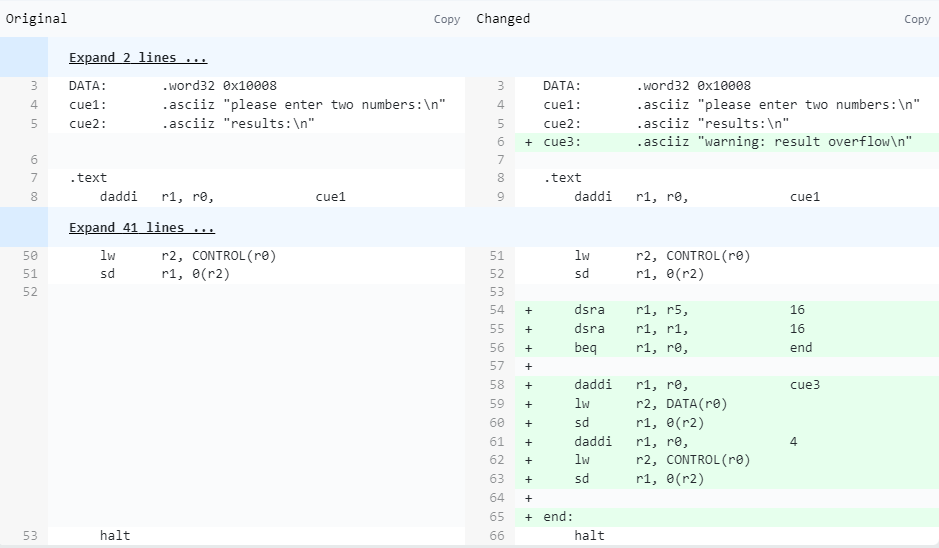 Original Copy
Expand 2 lines ...
3 DATA: .word32 0x10008
4 cue1: .asciiz "please enter two numbers:\n"
5 cue2: .asciiz "results:\n"
6
7 .text
8 daddi r1, r0, cue1
Expand 41 lines ...
50 lw r2, CONTROL(r0)
51 sd r1, 0(r2)
52
53 halt
Changed Copy
3 DATA: .word32 0x10008
4 cue1: .asciiz "please enter two numbers:\n"
5 cue2: .asciiz "results:\n"
6 + cue3: .asciiz "warning: result overflow\n"
7
8 .text
9 daddi r1, r0, cue1
51 lw r2, CONTROL(r0)
52 sd r1, 0(r2)
53
54 + dsra r1, r5, 16
55 + dsra r1, r1, 16
56 + beq r1, r0, end
57 +
58 + daddi r1, r0, cue3
59 + lw r2, DATA(r0)
60 + sd r1, 0(r2)
61 + daddi r1, r0, 4
62 + lw r2, CONTROL(r0)
63 + sd r1, 0(r2)
64 +
65 + end:
66 halt